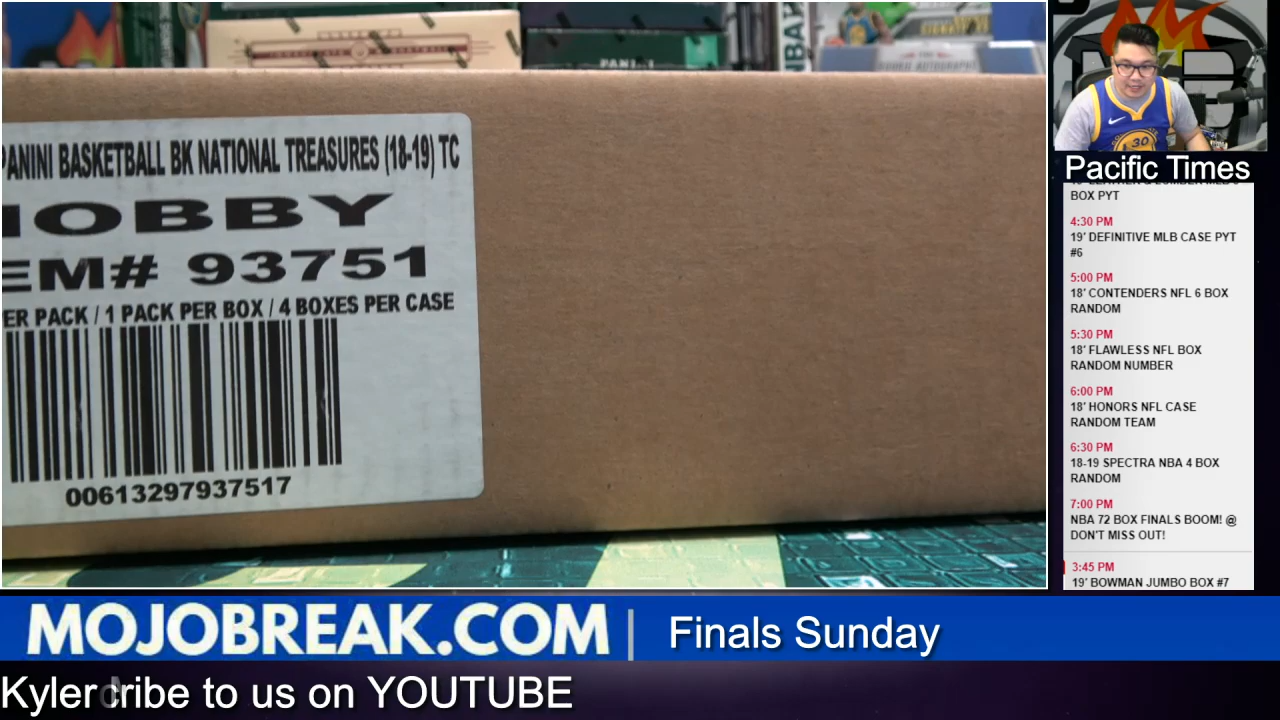 PANINI BASKETBALL BK NATIONAL TREASURES (18-19) TC
OBBY
EM# 93751
ER PACK / 1 PACK PER BOX / 4 BOXES PER CASE
00613297937517
PANINI
NBA
30
Pacific Times
BOX PYT
4:30 PM
19' DEFINITIVE MLB CASE PYT
#6
5:00 PM
18' CONTENDERS NFL 6 BOX
RANDOM
5:30 PM
18' FLAWLESS NFL BOX
RANDOM NUMBER
6:00 PM
18' HONORS NFL CASE
RANDOM TEAM
6:30 PM
18-19 SPECTRA NBA 4 BOX
RANDOM
7:00 PM
NBA 72 BOX FINALS BOOM! @
DON'T MISS OUT!
3:45 PM
19' BOWMAN JUMBO BOX #7
MOJOBREAK.COM | Finals Sunday
Kyler cribe to us on YOUTUBE